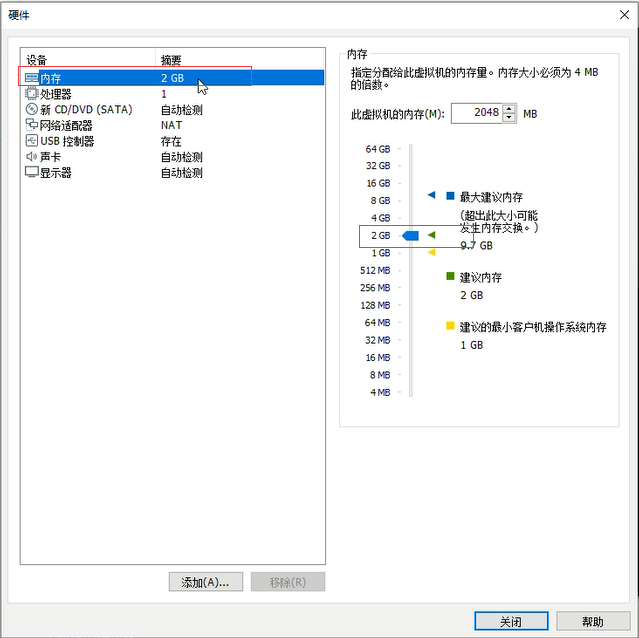 硬件
设备 摘要
内存 2 GB
处理器 1
新 CD/DVD (SATA) 自动检测
网络适配器 NAT
USB 控制器 存在
声卡 自动检测
显示器 自动检测
添加(A)...
移除(R)
内存
指定分配给此虚拟机的内存量。内存大小必须为 4 MB
的倍数。
此虚拟机的内存(M): 2048 MB
64 GB
32 GB
16 GB
8 GB
4 GB
2 GB
1 GB
512 MB
256 MB
128 MB
64 MB
32 MB
16 MB
8 MB
4 MB
最大建议内存
(超出此大小可能
发生内存交换。)
9.7 GB
建议内存
2 GB
建议的最小客户机操作系统内存
1 GB
关闭
帮助